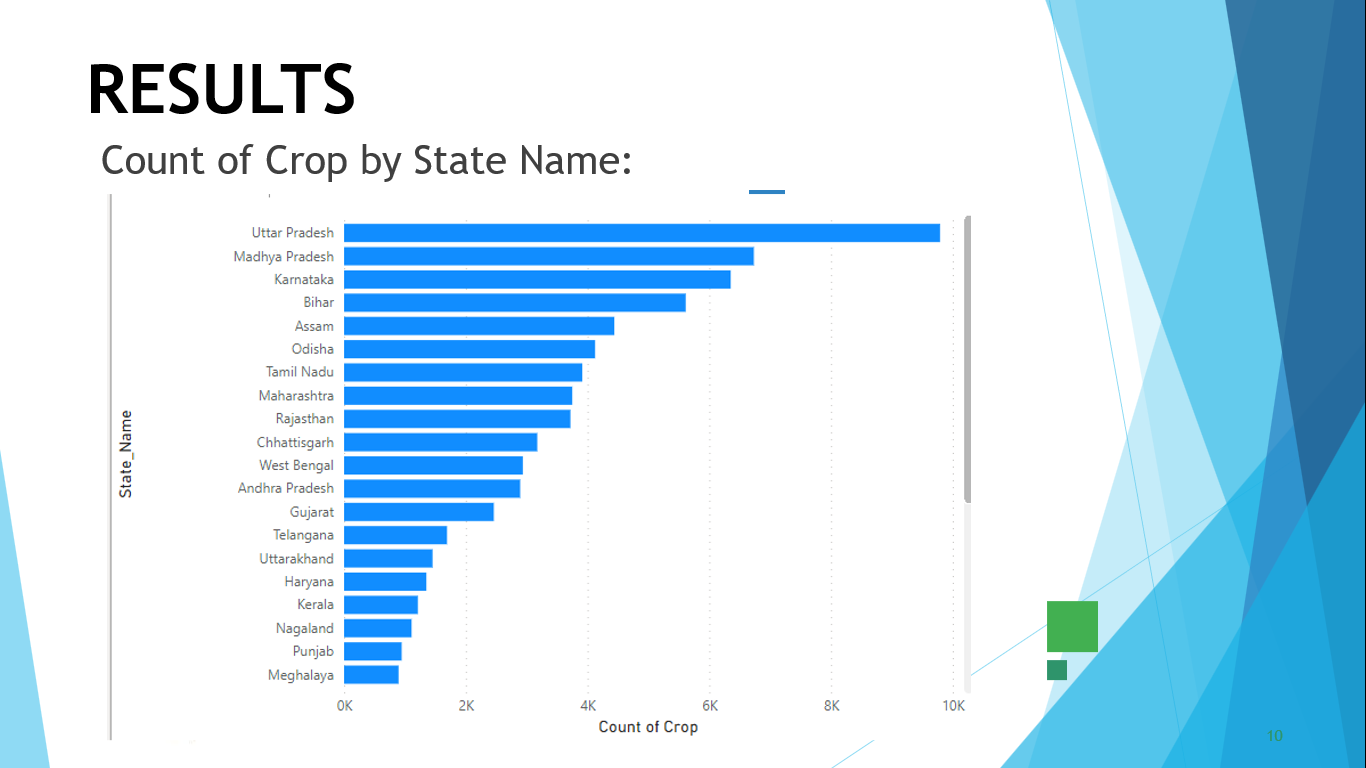 RESULTS
Count of Crop by State Name:
State_Name
Uttar Pradesh
Madhya Pradesh
Karnataka
Bihar
Assam
Odisha
Tamil Nadu
Maharashtra
Rajasthan
Chhattisgarh
West Bengal
Andhra Pradesh
Gujarat
Telangana
Uttarakhand
Haryana
Kerala
Nagaland
Punjab
Meghalaya
0K 2K 4K 6K 8K 10K
Count of Crop
10